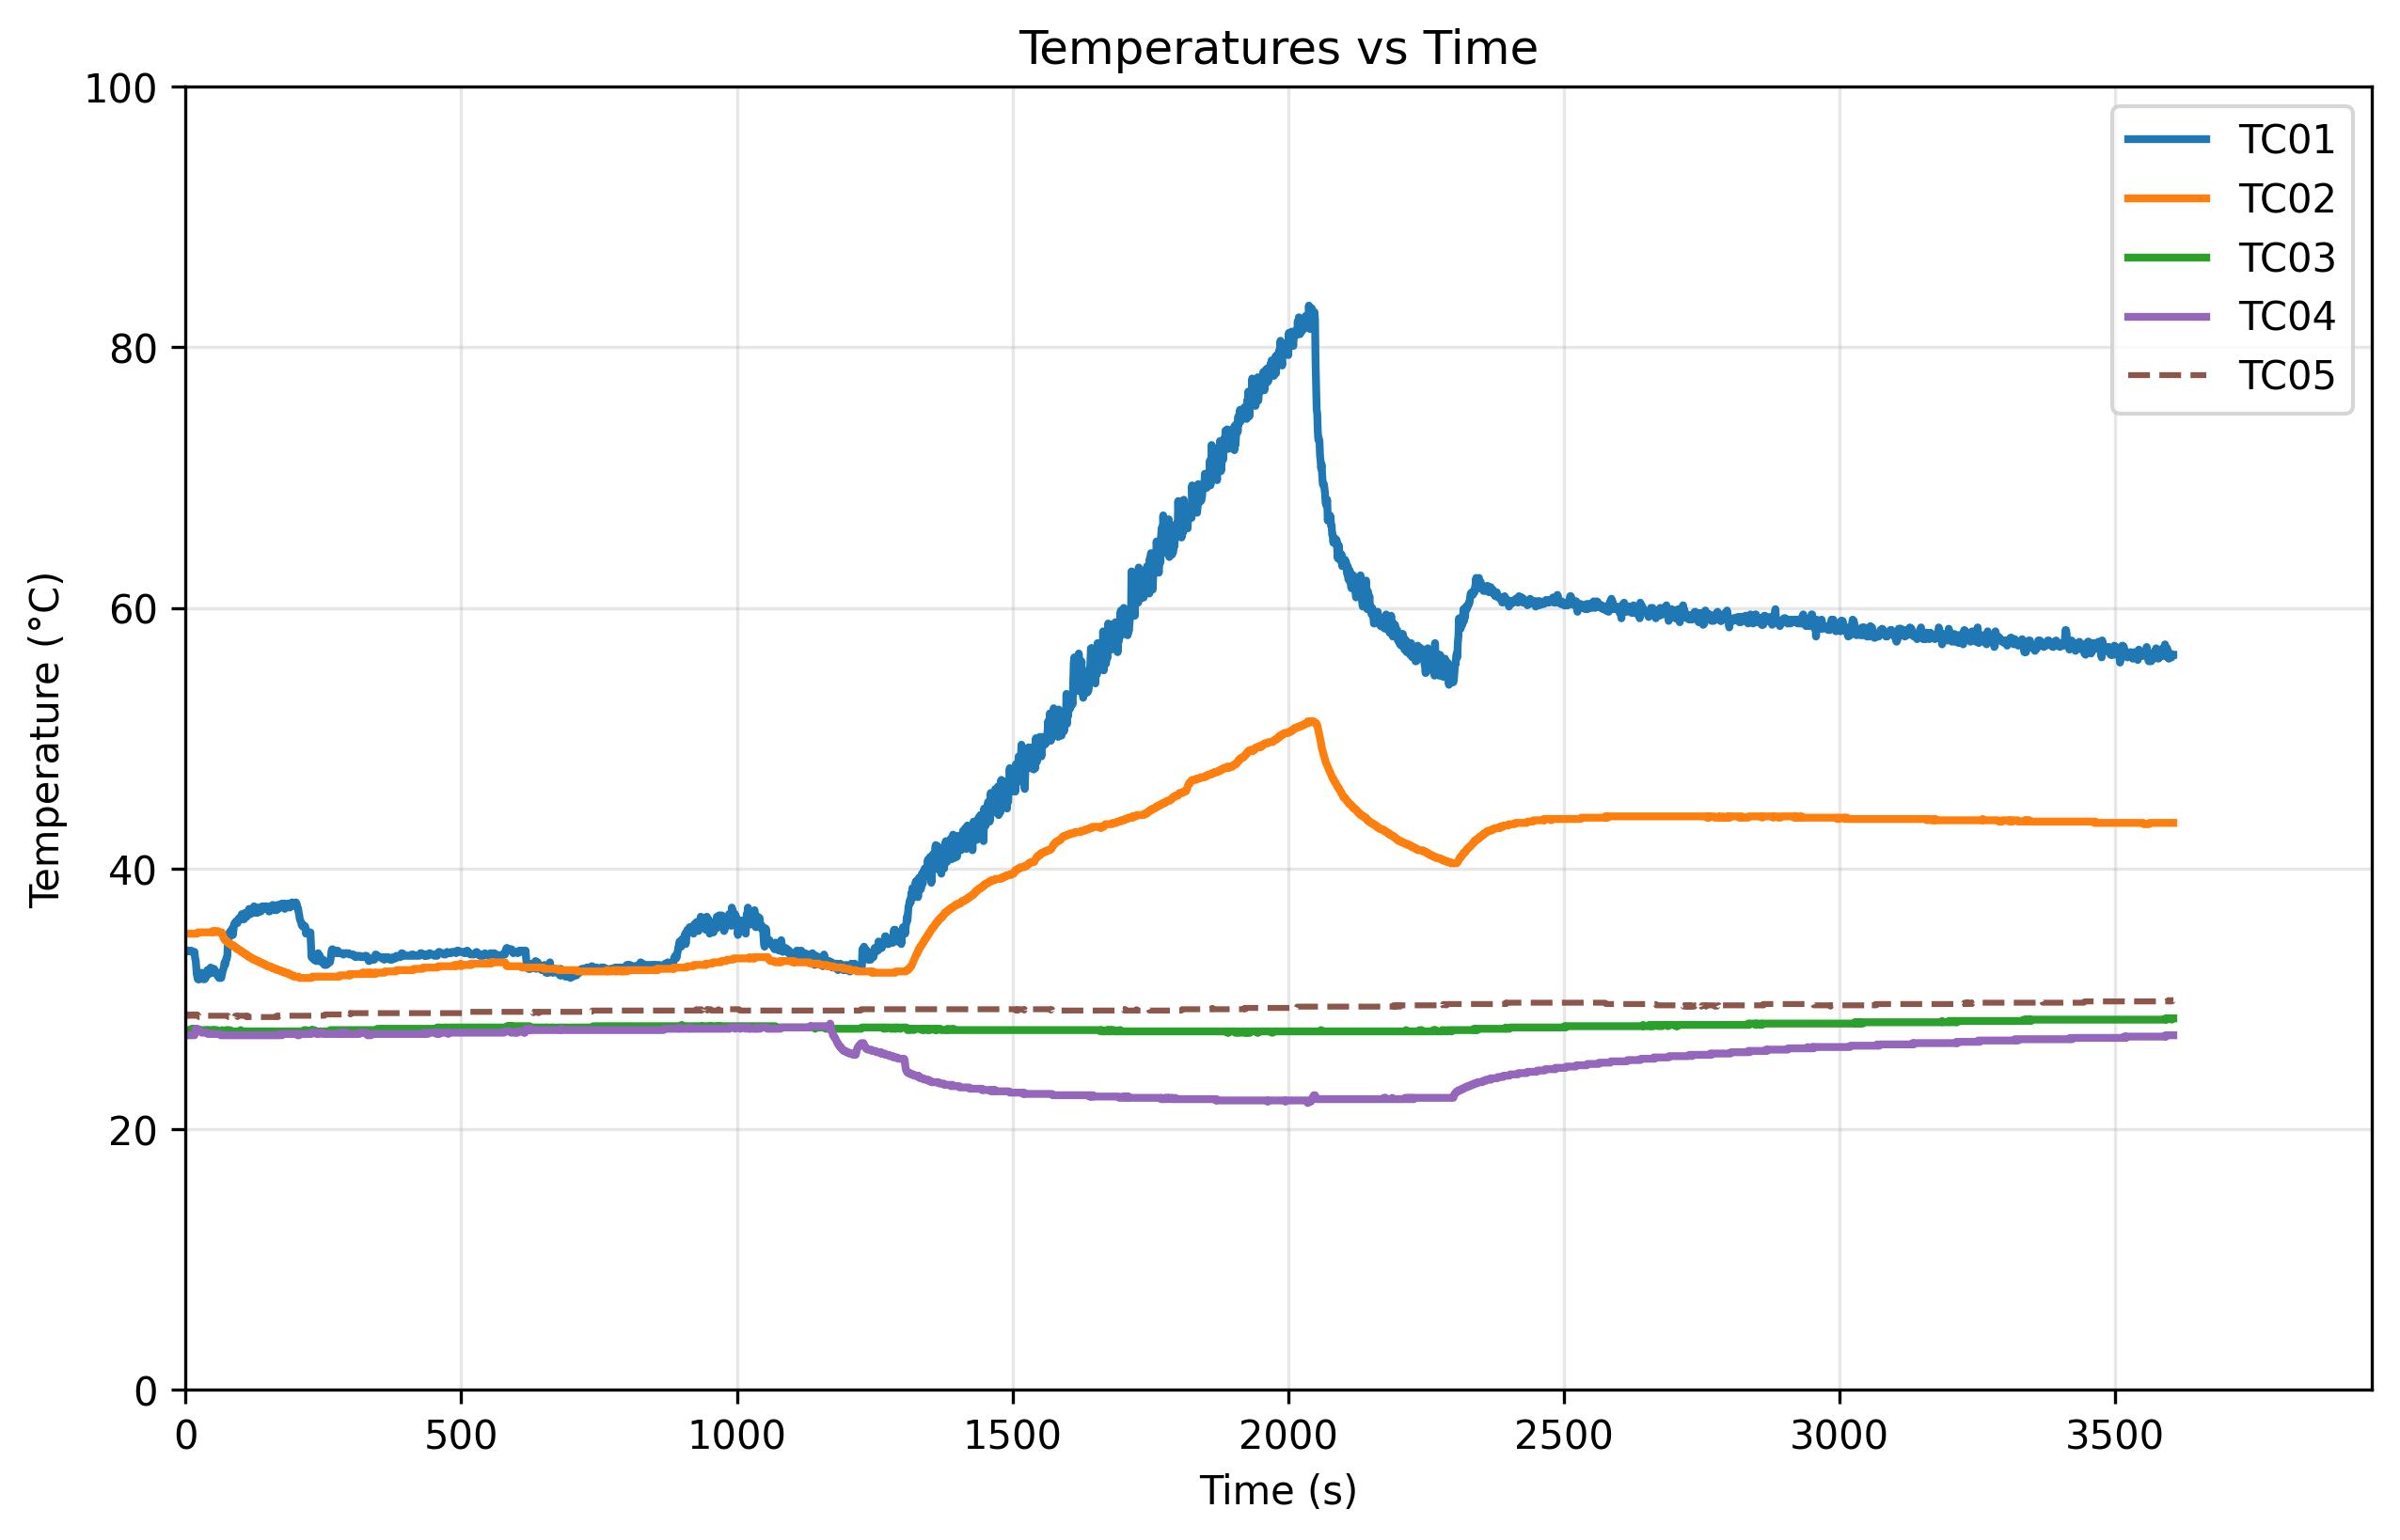 Temperatures vs Time
100
80
60
40
20
0
Temperature (°C)
0 500 1000 1500 2000 2500 3000 3500
Time (s)
TC01
TC02
TC03
TC04
TC05